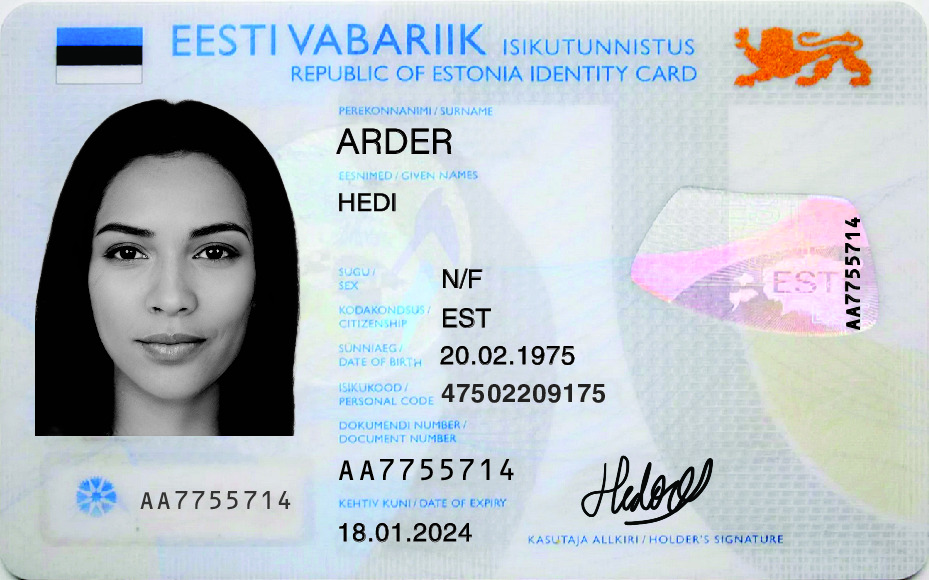 EESTI VABARIIK ISIKUTUNNISTUS
REPUBLIC OF ESTONIA IDENTITY CARD
PEREKONNANIMI / SURNAME
ARDER
EESNIMED / GIVEN NAMES
HEDI
SUGU /
SEX
N/F
KODAKONDSUS /
CITIZENSHIP
EST
SÜNNIAEG /
DATE OF BIRTH
20.02.1975
ISIKUKOOD /
PERSONAL CODE
47502209175
DOKUMENDI NUMBER /
DOCUMENT NUMBER
AA7755714
KEHTIV KUNI / DATE OF EXPIRY
18.01.2024
KASUTAJA ALLKIRI / HOLDER'S SIGNATURE
AA7755714
EST
AA7755714